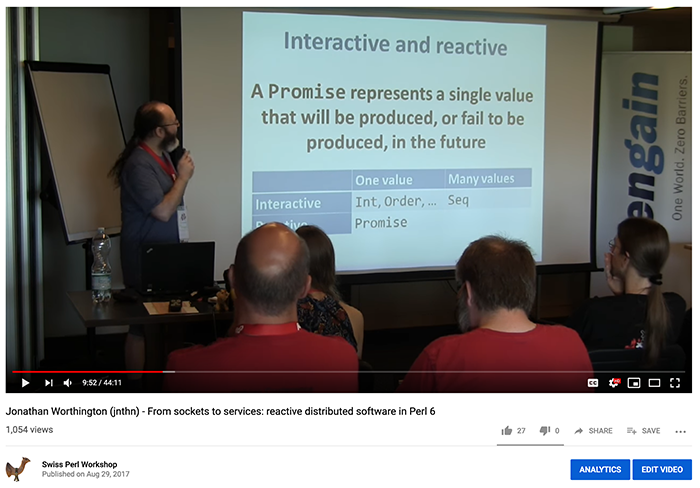 Interactive and reactive
A Promise represents a single value
that will be produced, or fail to be
produced, in the future
One value Many values
Interactive Int, Order, … Seq
Promise
engain
One World. Zero Barriers.
9:52 / 44:11
CC
HD
Jonathan Worthington (jnthn) - From sockets to services: reactive distributed software in Perl 6
1,054 views
27 0 SHARE SAVE
Swiss Perl Workshop
Published on Aug 29, 2017
ANALYTICS EDIT VIDEO